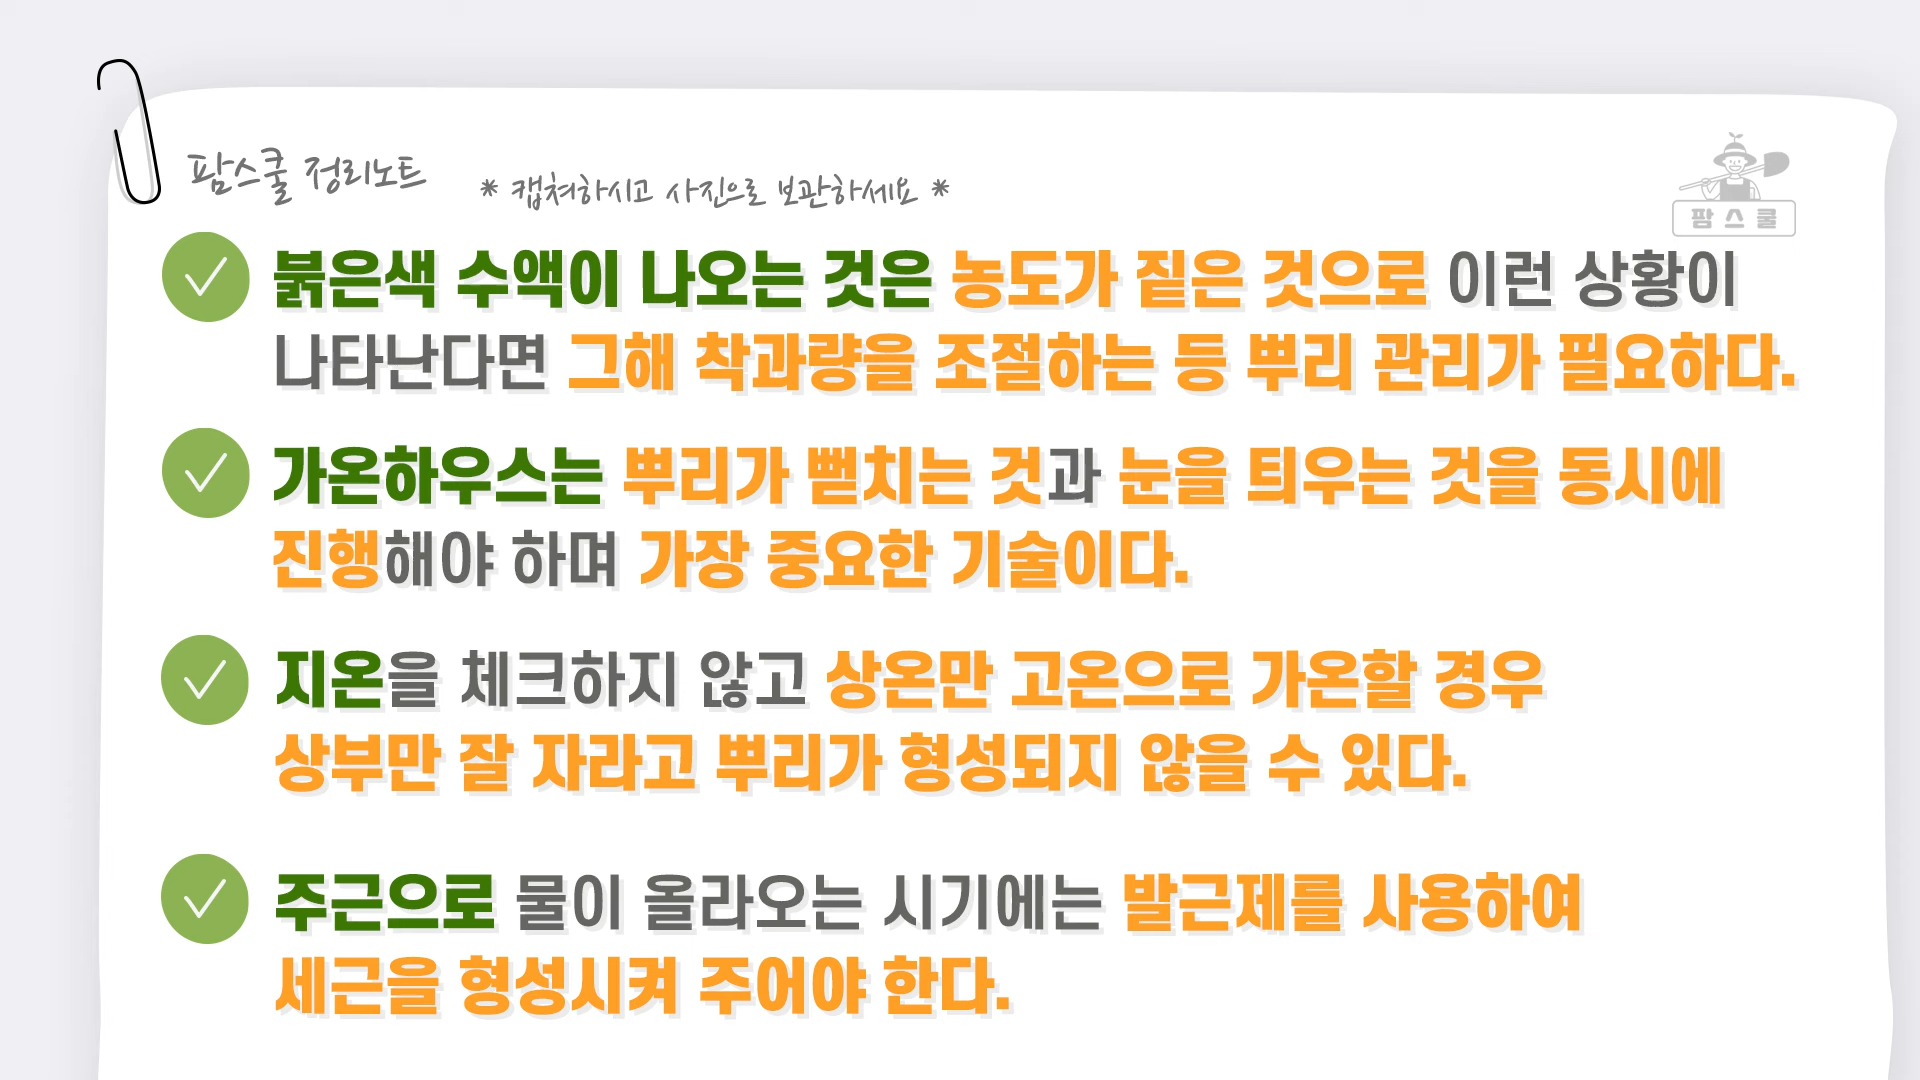 팜스쿨 정리노트
* 캡쳐하시고 사진으로 보관하세요 *
팜스쿨
붉은색 수액이 나오는 것은 농도가 짙은 것으로 이런 상황이
나타난다면 그해 착과량을 조절하는 등 뿌리 관리가 필요하다.
가온하우스는 뿌리가 뻗치는 것과 눈을 틔우는 것을 동시에
진행해야 하며 가장 중요한 기술이다.
지온을 체크하지 않고 상온만 고온으로 가온할 경우
상부만 잘 자라고 뿌리가 형성되지 않을 수 있다.
주근으로 물이 올라오는 시기에는 발근제를 사용하여
세근을 형성시켜 주어야 한다.